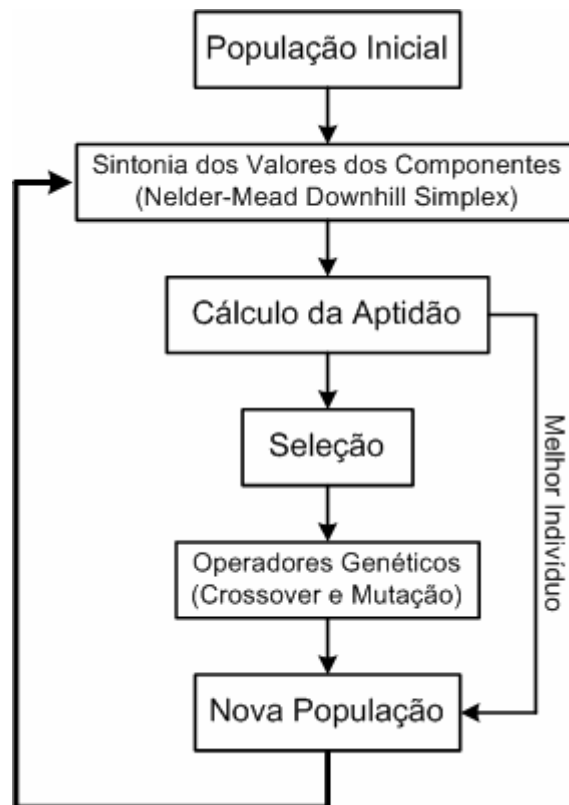 População Inicial
Sintonia dos Valores dos Componentes
(Nelder-Mead Downhill Simplex)
Cálculo da Aptidão
Seleção
Melhor Indivíduo
Operadores Genéticos
(Crossover e Mutação)
Nova População